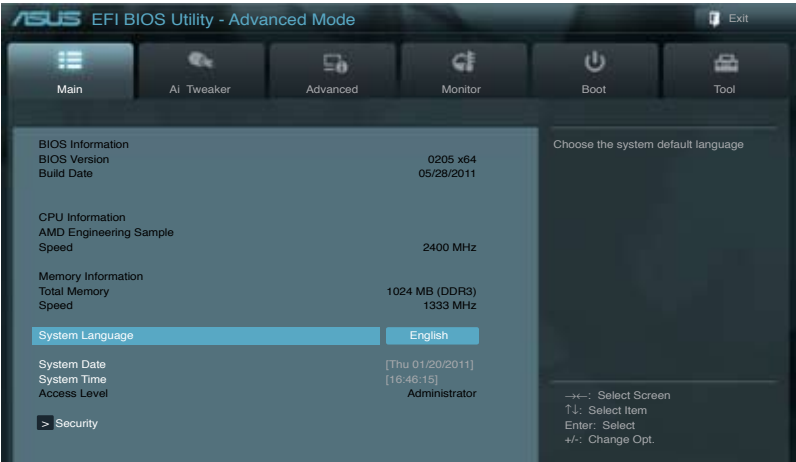 ASUS EFI BIOS Utility - Advanced Mode
Exit
Main Ai Tweaker Advanced Monitor Boot Tool
BIOS Information
BIOS Version 0205 x64
Build Date 05/28/2011
CPU Information
AMD Engineering Sample
Speed 2400 MHz
Memory Information
Total Memory 1024 MB (DDR3)
Speed 1333 MHz
System Language English
System Date [Thu 01/20/2011]
System Time [16:46:15]
Access Level Administrator
> Security
Choose the system default language
→←: Select Screen
↑↓: Select Item
Enter: Select
+/-: Change Opt.